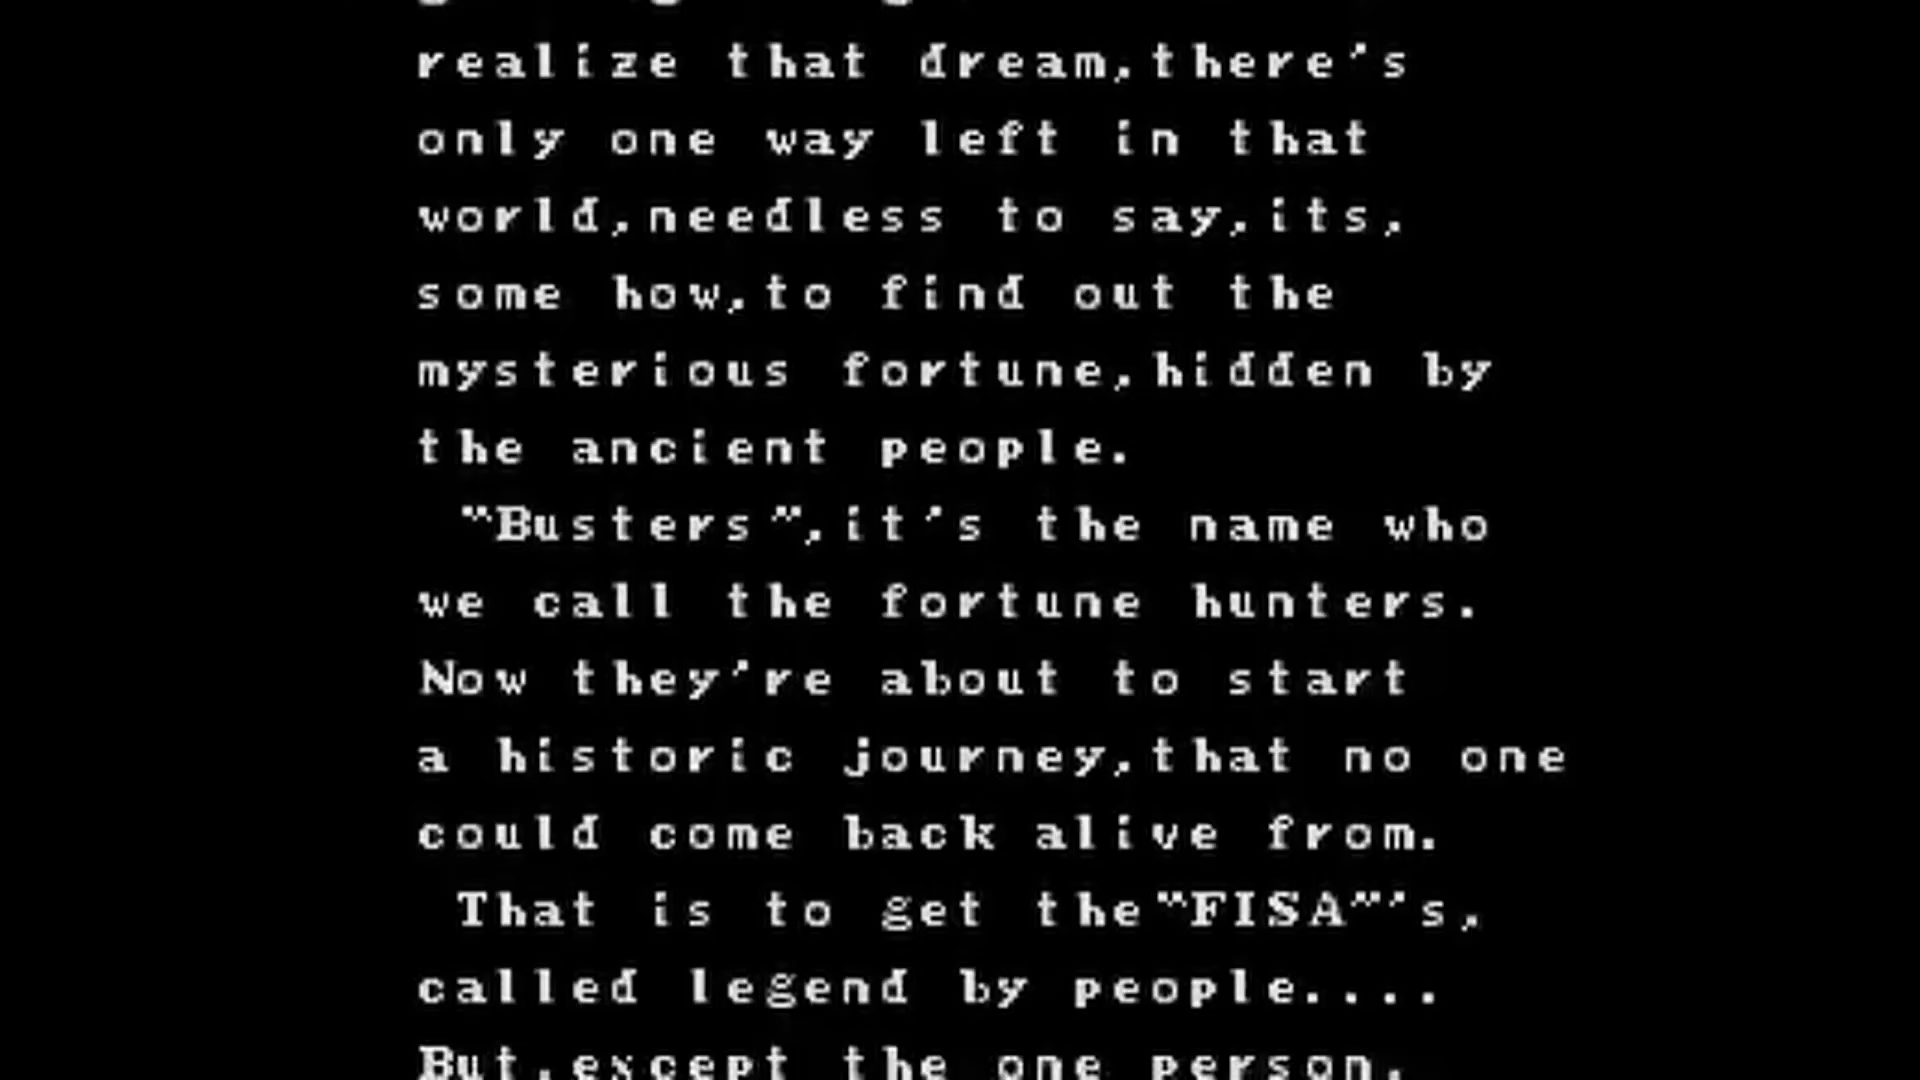 realize that dream,there's
only one way left in that
world,needless to say,its,
some how,to find out the
mysterious fortune,hidden by
the ancient people.
"Busters",it's the name who
we call the fortune hunters.
Now they're about to start
a historic journey,that no one
could come back alive from.
That is to get the"FISA"'s,
called legend by people....
But,except the one person,